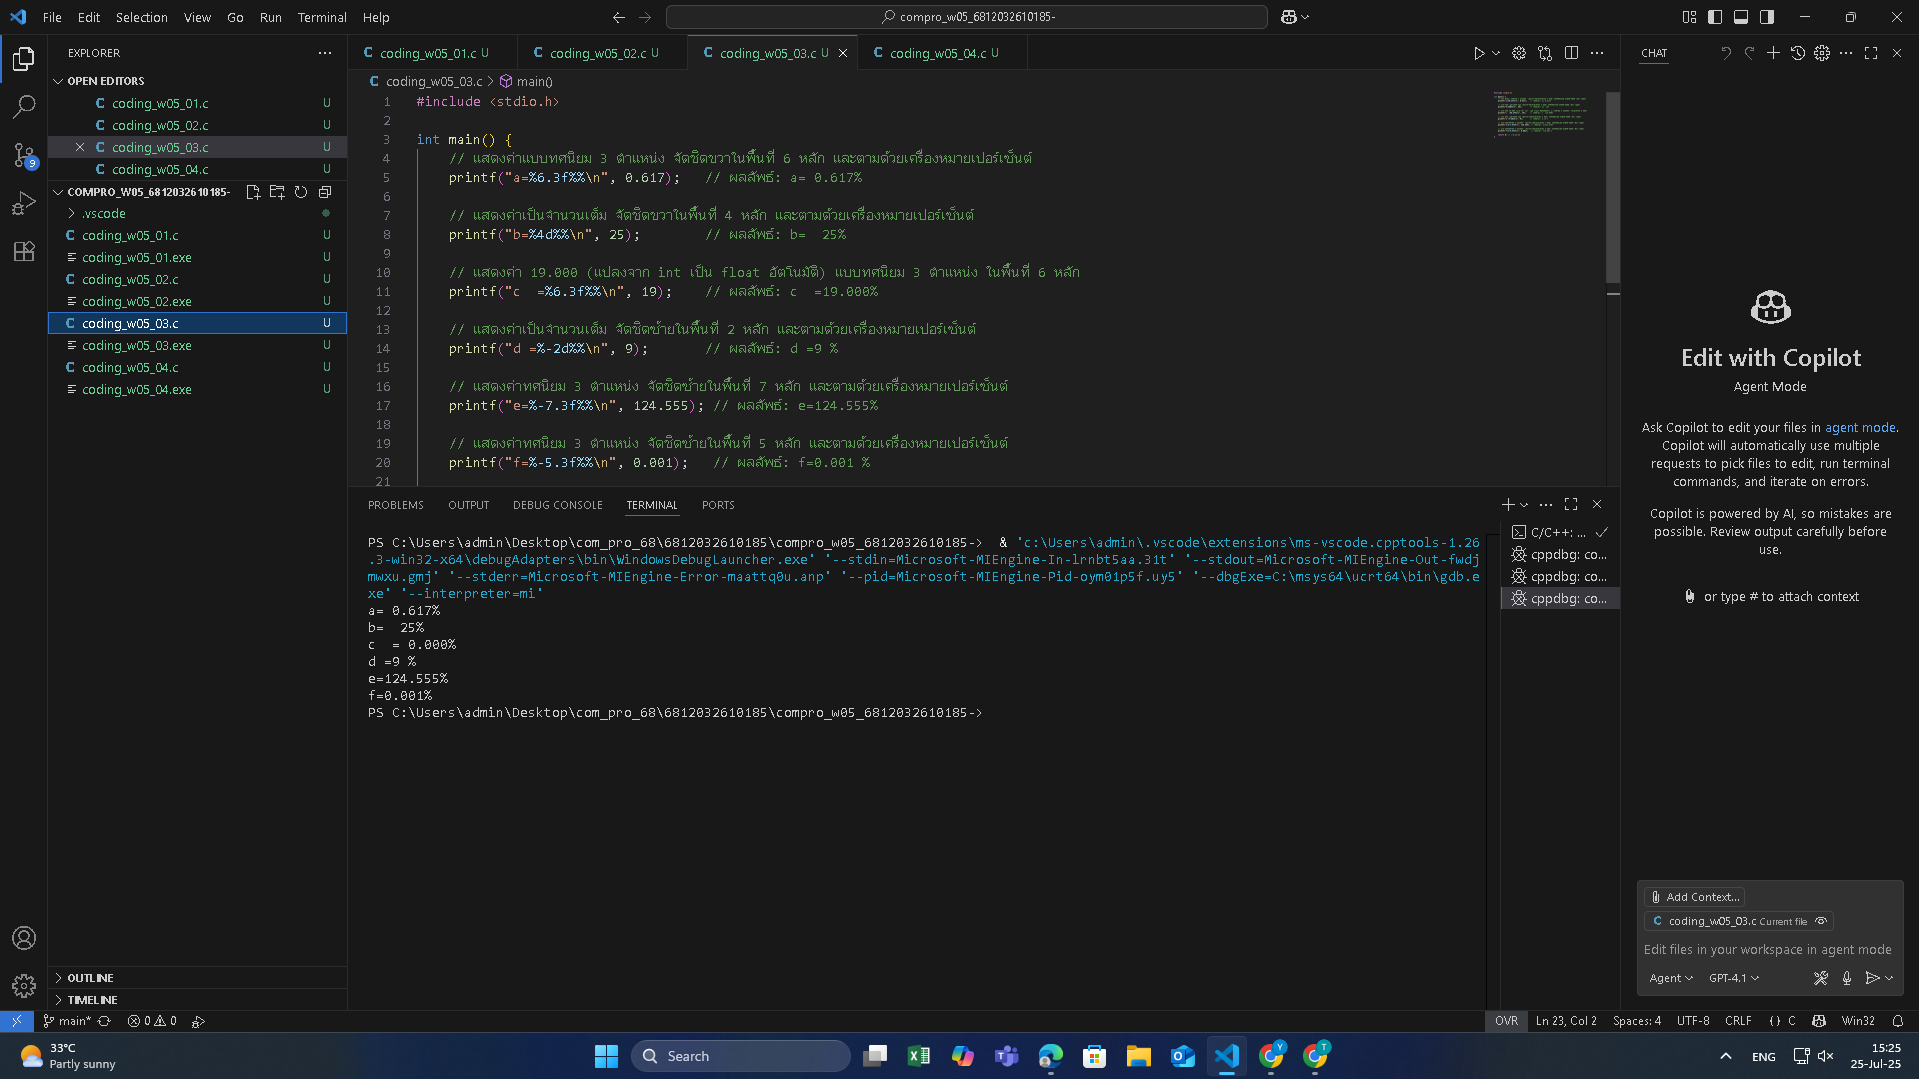 File Edit Selection View Go Run Terminal Help
compro_w05_6812032610185-
EXPLORER
OPEN EDITORS
coding_w05_01.c U
coding_w05_02.c U
coding_w05_03.c U
coding_w05_04.c U
COMPRO_W05_6812032610185-
.vscode
coding_w05_01.c U
coding_w05_01.exe U
coding_w05_02.c U
coding_w05_02.exe U
coding_w05_03.c U
coding_w05_03.exe U
coding_w05_04.c U
coding_w05_04.exe U
OUTLINE
TIMELINE
9
C coding_w05_01.c U C coding_w05_02.c U C coding_w05_03.c U C coding_w05_04.c U
C coding_w05_03.c > main()
1 #include <stdio.h>
2
3 int main() {
4 // แสดงค่าแบบทศนิยม 3 ตำแหน่ง จัดชิดขวาในพื้นที่ 6 หลัก และตามด้วยเครื่องหมายเปอร์เซ็นต์
5 printf("a=%6.3f%%\n", 0.617); // ผลลัพธ์: a= 0.617%
6
7 // แสดงค่าเป็นจำนวนเต็ม จัดชิดขวาในพื้นที่ 4 หลัก และตามด้วยเครื่องหมายเปอร์เซ็นต์
8 printf("b=%4d%%\n", 25); // ผลลัพธ์: b=  25%
9
10 // แสดงค่า 19.000 (แปลงจาก int เป็น float อัตโนมัติ) แบบทศนิยม 3 ตำแหน่ง ในพื้นที่ 6 หลัก
11 printf("c  =%6.3f%%\n", 19); // ผลลัพธ์: c  =19.000%
12
13 // แสดงค่าเป็นจำนวนเต็ม จัดชิดซ้ายในพื้นที่ 2 หลัก และตามด้วยเครื่องหมายเปอร์เซ็นต์
14 printf("d =%-2d%%\n", 9); // ผลลัพธ์: d =9 %
15
16 // แสดงค่าทศนิยม 3 ตำแหน่ง จัดชิดซ้ายในพื้นที่ 7 หลัก และตามด้วยเครื่องหมายเปอร์เซ็นต์
17 printf("e=%-7.3f%%\n", 124.555); // ผลลัพธ์: e=124.555%
18
19 // แสดงค่าทศนิยม 3 ตำแหน่ง จัดชิดซ้ายในพื้นที่ 5 หลัก และตามด้วยเครื่องหมายเปอร์เซ็นต์
20 printf("f=%-5.3f%%\n", 0.001); // ผลลัพธ์: f=0.001 %
21
PROBLEMS OUTPUT DEBUG CONSOLE TERMINAL PORTS
PS C:\Users\admin\Desktop\com_pro_68\6812032610185\compro_w05_6812032610185-> & 'c:\Users\admin\.vscode\extensions\ms-vscode.cpptools-1.26
.3-win32-x64\debugAdapters\bin\WindowsDebugLauncher.exe' '--stdin=Microsoft-MIEngine-In-lrnbt5aa.31t' '--stdout=Microsoft-MIEngine-Out-fwdj
mwxu.gmj' '--stderr=Microsoft-MIEngine-Error-maattq0u.anp' '--pid=Microsoft-MIEngine-Pid-oym01p5f.uy5' '--dbgExe=C:\msys64\ucrt64\bin\gdb.e
xe' '--interpreter=mi'
a= 0.617%
b=  25%
c  = 0.000%
d =9 %
e=124.555%
f=0.001%
PS C:\Users\admin\Desktop\com_pro_68\6812032610185\compro_w05_6812032610185->
C/C++: ...
cppdbg: co...
cppdbg: co...
cppdbg: co...
CHAT
Edit with Copilot
Agent Mode
Ask Copilot to edit your files in agent mode.
Copilot will automatically use multiple
requests to pick files to edit, run terminal
commands, and iterate on errors.
Copilot is powered by AI, so mistakes are
possible. Review output carefully before
use.
or type # to attach context
Add Context...
C coding_w05_03.c Current file
Edit files in your workspace in agent mode
Agent GPT-4.1
main* 0 0 OVR Ln 23, Col 2 Spaces: 4 UTF-8 CRLF {} C Win32
33°C
Partly sunny
Search
ENG
15:25
25-Jul-25